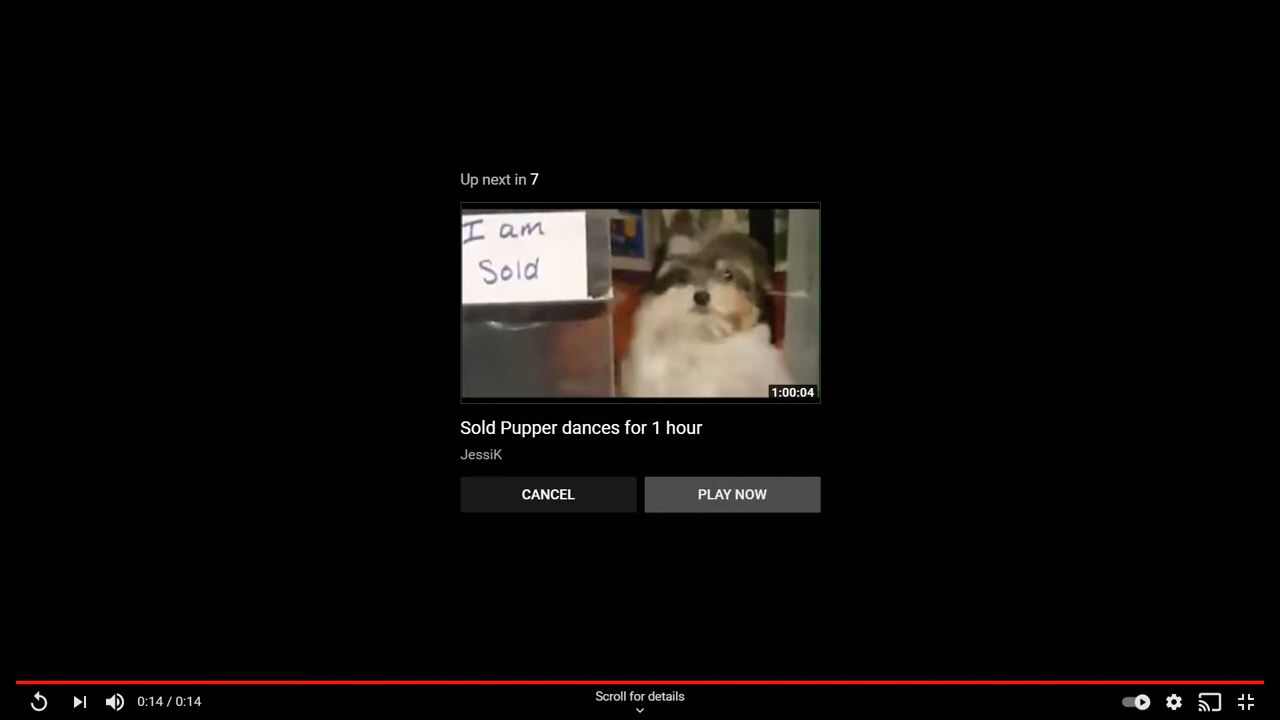 Up next in 7
I am
Sold
1:00:04
Sold Pupper dances for 1 hour
JessiK
CANCEL
PLAY NOW
0:14 / 0:14
Scroll for details